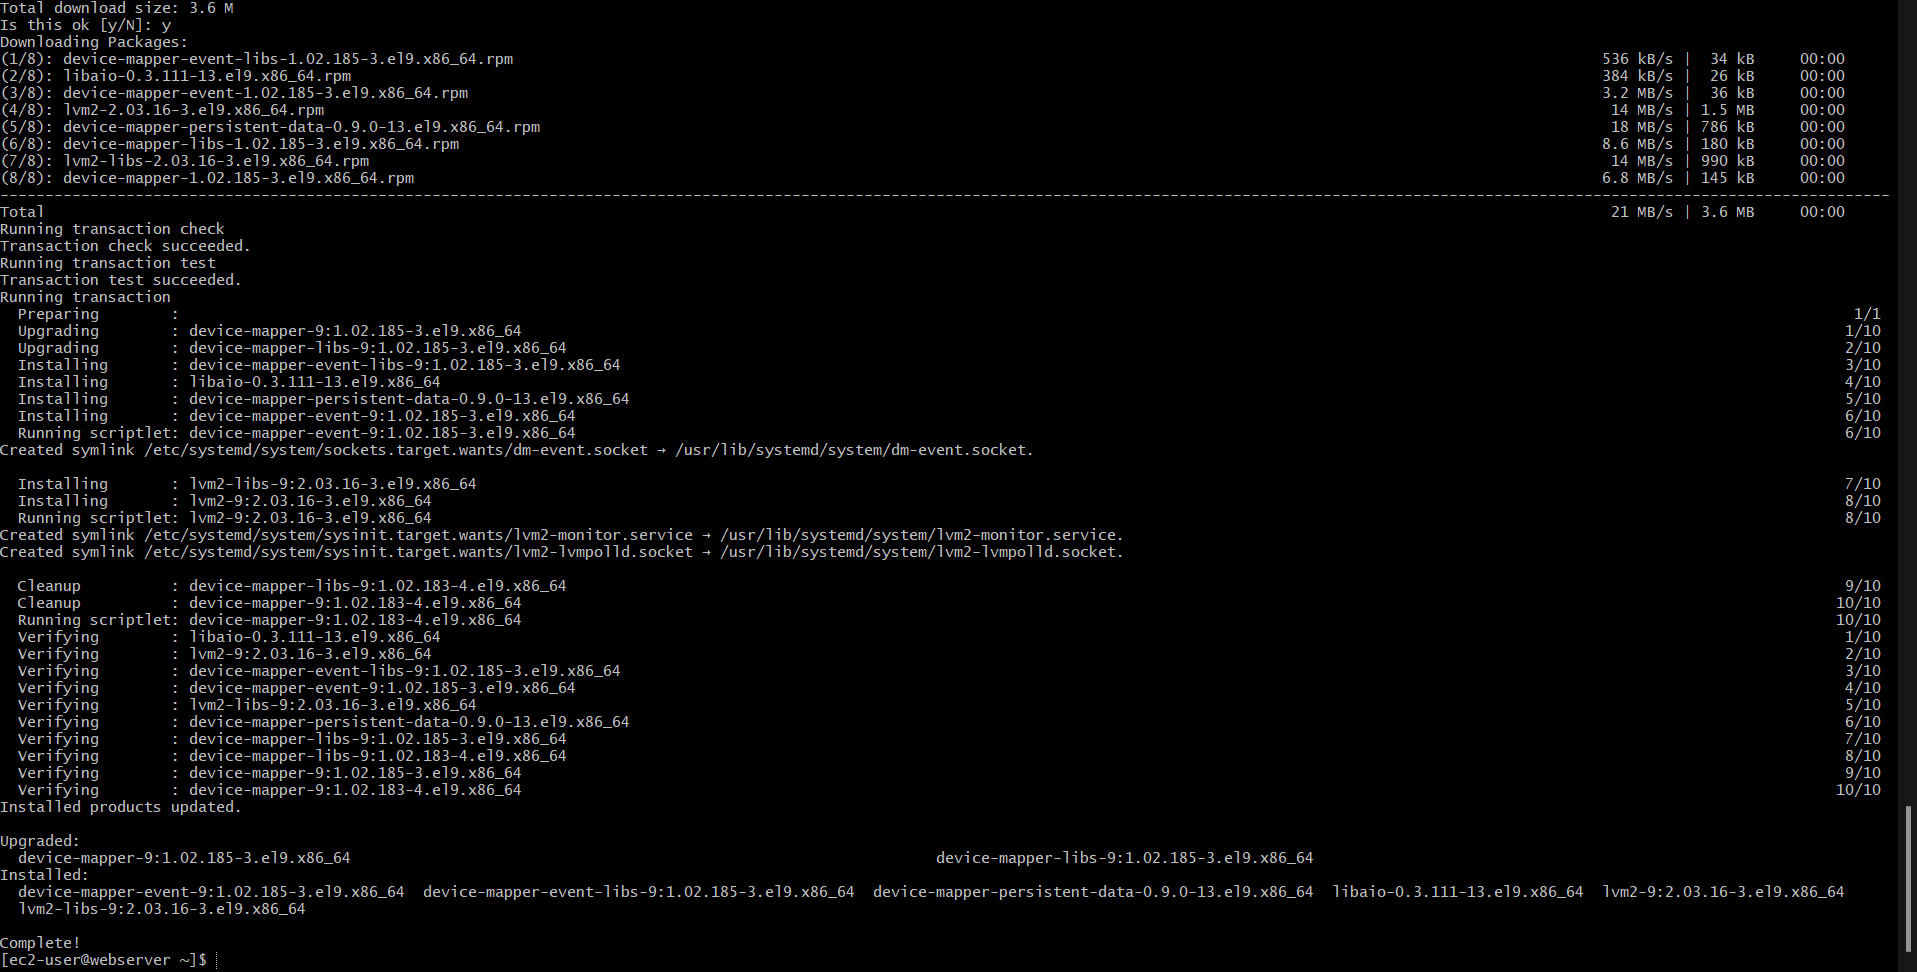 Total download size: 3.6 M
Is this ok [y/N]: y
Downloading Packages:
(1/8): device-mapper-event-libs-1.02.185-3.el9.x86_64.rpm 536 kB/s | 34 kB 00:00
(2/8): libaio-0.3.111-13.el9.x86_64.rpm 384 kB/s | 26 kB 00:00
(3/8): device-mapper-event-1.02.185-3.el9.x86_64.rpm 3.2 MB/s | 36 kB 00:00
(4/8): lvm2-2.03.16-3.el9.x86_64.rpm 14 MB/s | 1.5 MB 00:00
(5/8): device-mapper-persistent-data-0.9.0-13.el9.x86_64.rpm 18 MB/s | 786 kB 00:00
(6/8): device-mapper-libs-1.02.185-3.el9.x86_64.rpm 8.6 MB/s | 180 kB 00:00
(7/8): lvm2-libs-2.03.16-3.el9.x86_64.rpm 14 MB/s | 990 kB 00:00
(8/8): device-mapper-1.02.185-3.el9.x86_64.rpm 6.8 MB/s | 145 kB 00:00
--------------------------------------------------------------------------------
Total 21 MB/s | 3.6 MB 00:00
Running transaction check
Transaction check succeeded.
Running transaction test
Transaction test succeeded.
Running transaction
Preparing : 1/1
Upgrading : device-mapper-9:1.02.185-3.el9.x86_64 1/10
Upgrading : device-mapper-libs-9:1.02.185-3.el9.x86_64 2/10
Installing : device-mapper-event-libs-9:1.02.185-3.el9.x86_64 3/10
Installing : libaio-0.3.111-13.el9.x86_64 4/10
Installing : device-mapper-persistent-data-0.9.0-13.el9.x86_64 5/10
Installing : device-mapper-event-9:1.02.185-3.el9.x86_64 6/10
Running scriptlet: device-mapper-event-9:1.02.185-3.el9.x86_64 6/10
Created symlink /etc/systemd/system/sockets.target.wants/dm-event.socket → /usr/lib/systemd/system/dm-event.socket.
Installing : lvm2-libs-9:2.03.16-3.el9.x86_64 7/10
Installing : lvm2-9:2.03.16-3.el9.x86_64 8/10
Running scriptlet: lvm2-9:2.03.16-3.el9.x86_64 8/10
Created symlink /etc/systemd/system/sysinit.target.wants/lvm2-monitor.service → /usr/lib/systemd/system/lvm2-monitor.service.
Created symlink /etc/systemd/system/sysinit.target.wants/lvm2-lvmpolld.socket → /usr/lib/systemd/system/lvm2-lvmpolld.socket.
Cleanup : device-mapper-libs-9:1.02.183-4.el9.x86_64 9/10
Cleanup : device-mapper-9:1.02.183-4.el9.x86_64 10/10
Running scriptlet: device-mapper-9:1.02.183-4.el9.x86_64 10/10
Verifying : libaio-0.3.111-13.el9.x86_64 1/10
Verifying : lvm2-9:2.03.16-3.el9.x86_64 2/10
Verifying : device-mapper-event-libs-9:1.02.185-3.el9.x86_64 3/10
Verifying : device-mapper-event-9:1.02.185-3.el9.x86_64 4/10
Verifying : lvm2-libs-9:2.03.16-3.el9.x86_64 5/10
Verifying : device-mapper-persistent-data-0.9.0-13.el9.x86_64 6/10
Verifying : device-mapper-libs-9:1.02.185-3.el9.x86_64 7/10
Verifying : device-mapper-libs-9:1.02.183-4.el9.x86_64 8/10
Verifying : device-mapper-9:1.02.185-3.el9.x86_64 9/10
Verifying : device-mapper-9:1.02.183-4.el9.x86_64 10/10
Installed products updated.
Upgraded:
device-mapper-9:1.02.185-3.el9.x86_64 device-mapper-libs-9:1.02.185-3.el9.x86_64
Installed:
device-mapper-event-9:1.02.185-3.el9.x86_64 device-mapper-event-libs-9:1.02.185-3.el9.x86_64 device-mapper-persistent-data-0.9.0-13.el9.x86_64 libaio-0.3.111-13.el9.x86_64 lvm2-9:2.03.16-3.el9.x86_64
lvm2-libs-9:2.03.16-3.el9.x86_64
Complete!
[ec2-user@webserver ~]$